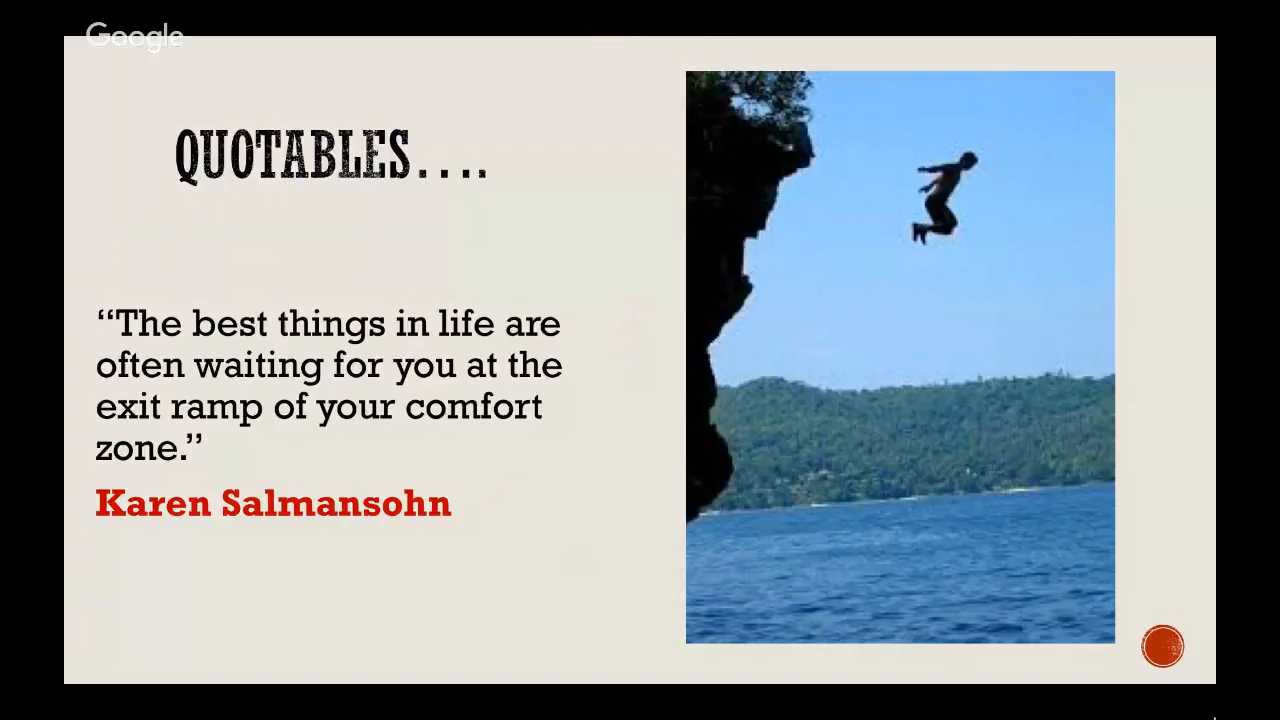 Google
QUOTABLES....
“The best things in life are
often waiting for you at the
exit ramp of your comfort
zone.”
Karen Salmansohn